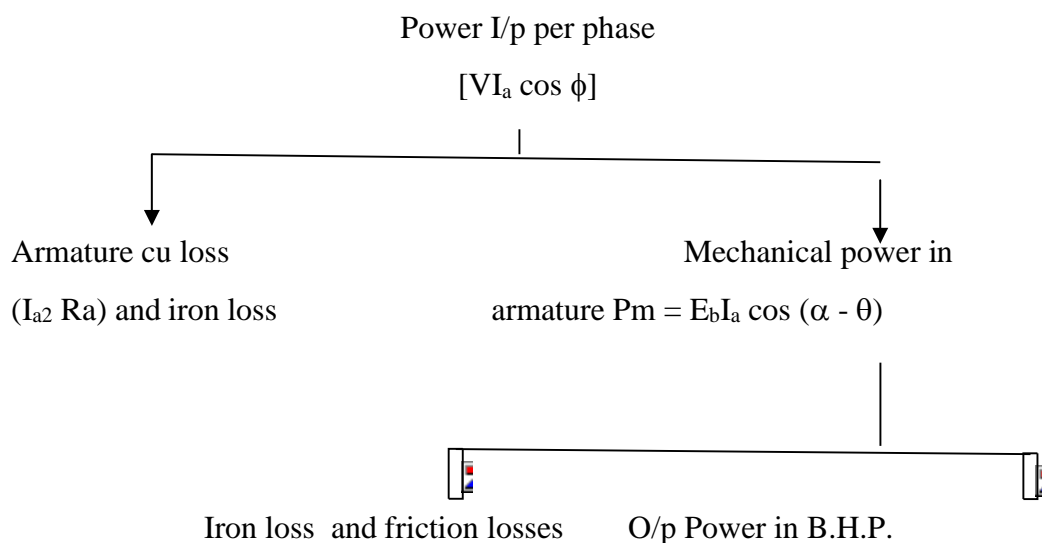 Power I/p per phase
[VIₐ cos ϕ]
Armature cu loss
Mechanical power in
(Iₐ₂ Ra) and iron loss
armature Pm = E_bIₐ cos (α - θ)
Iron loss and friction losses
O/p Power in B.H.P.